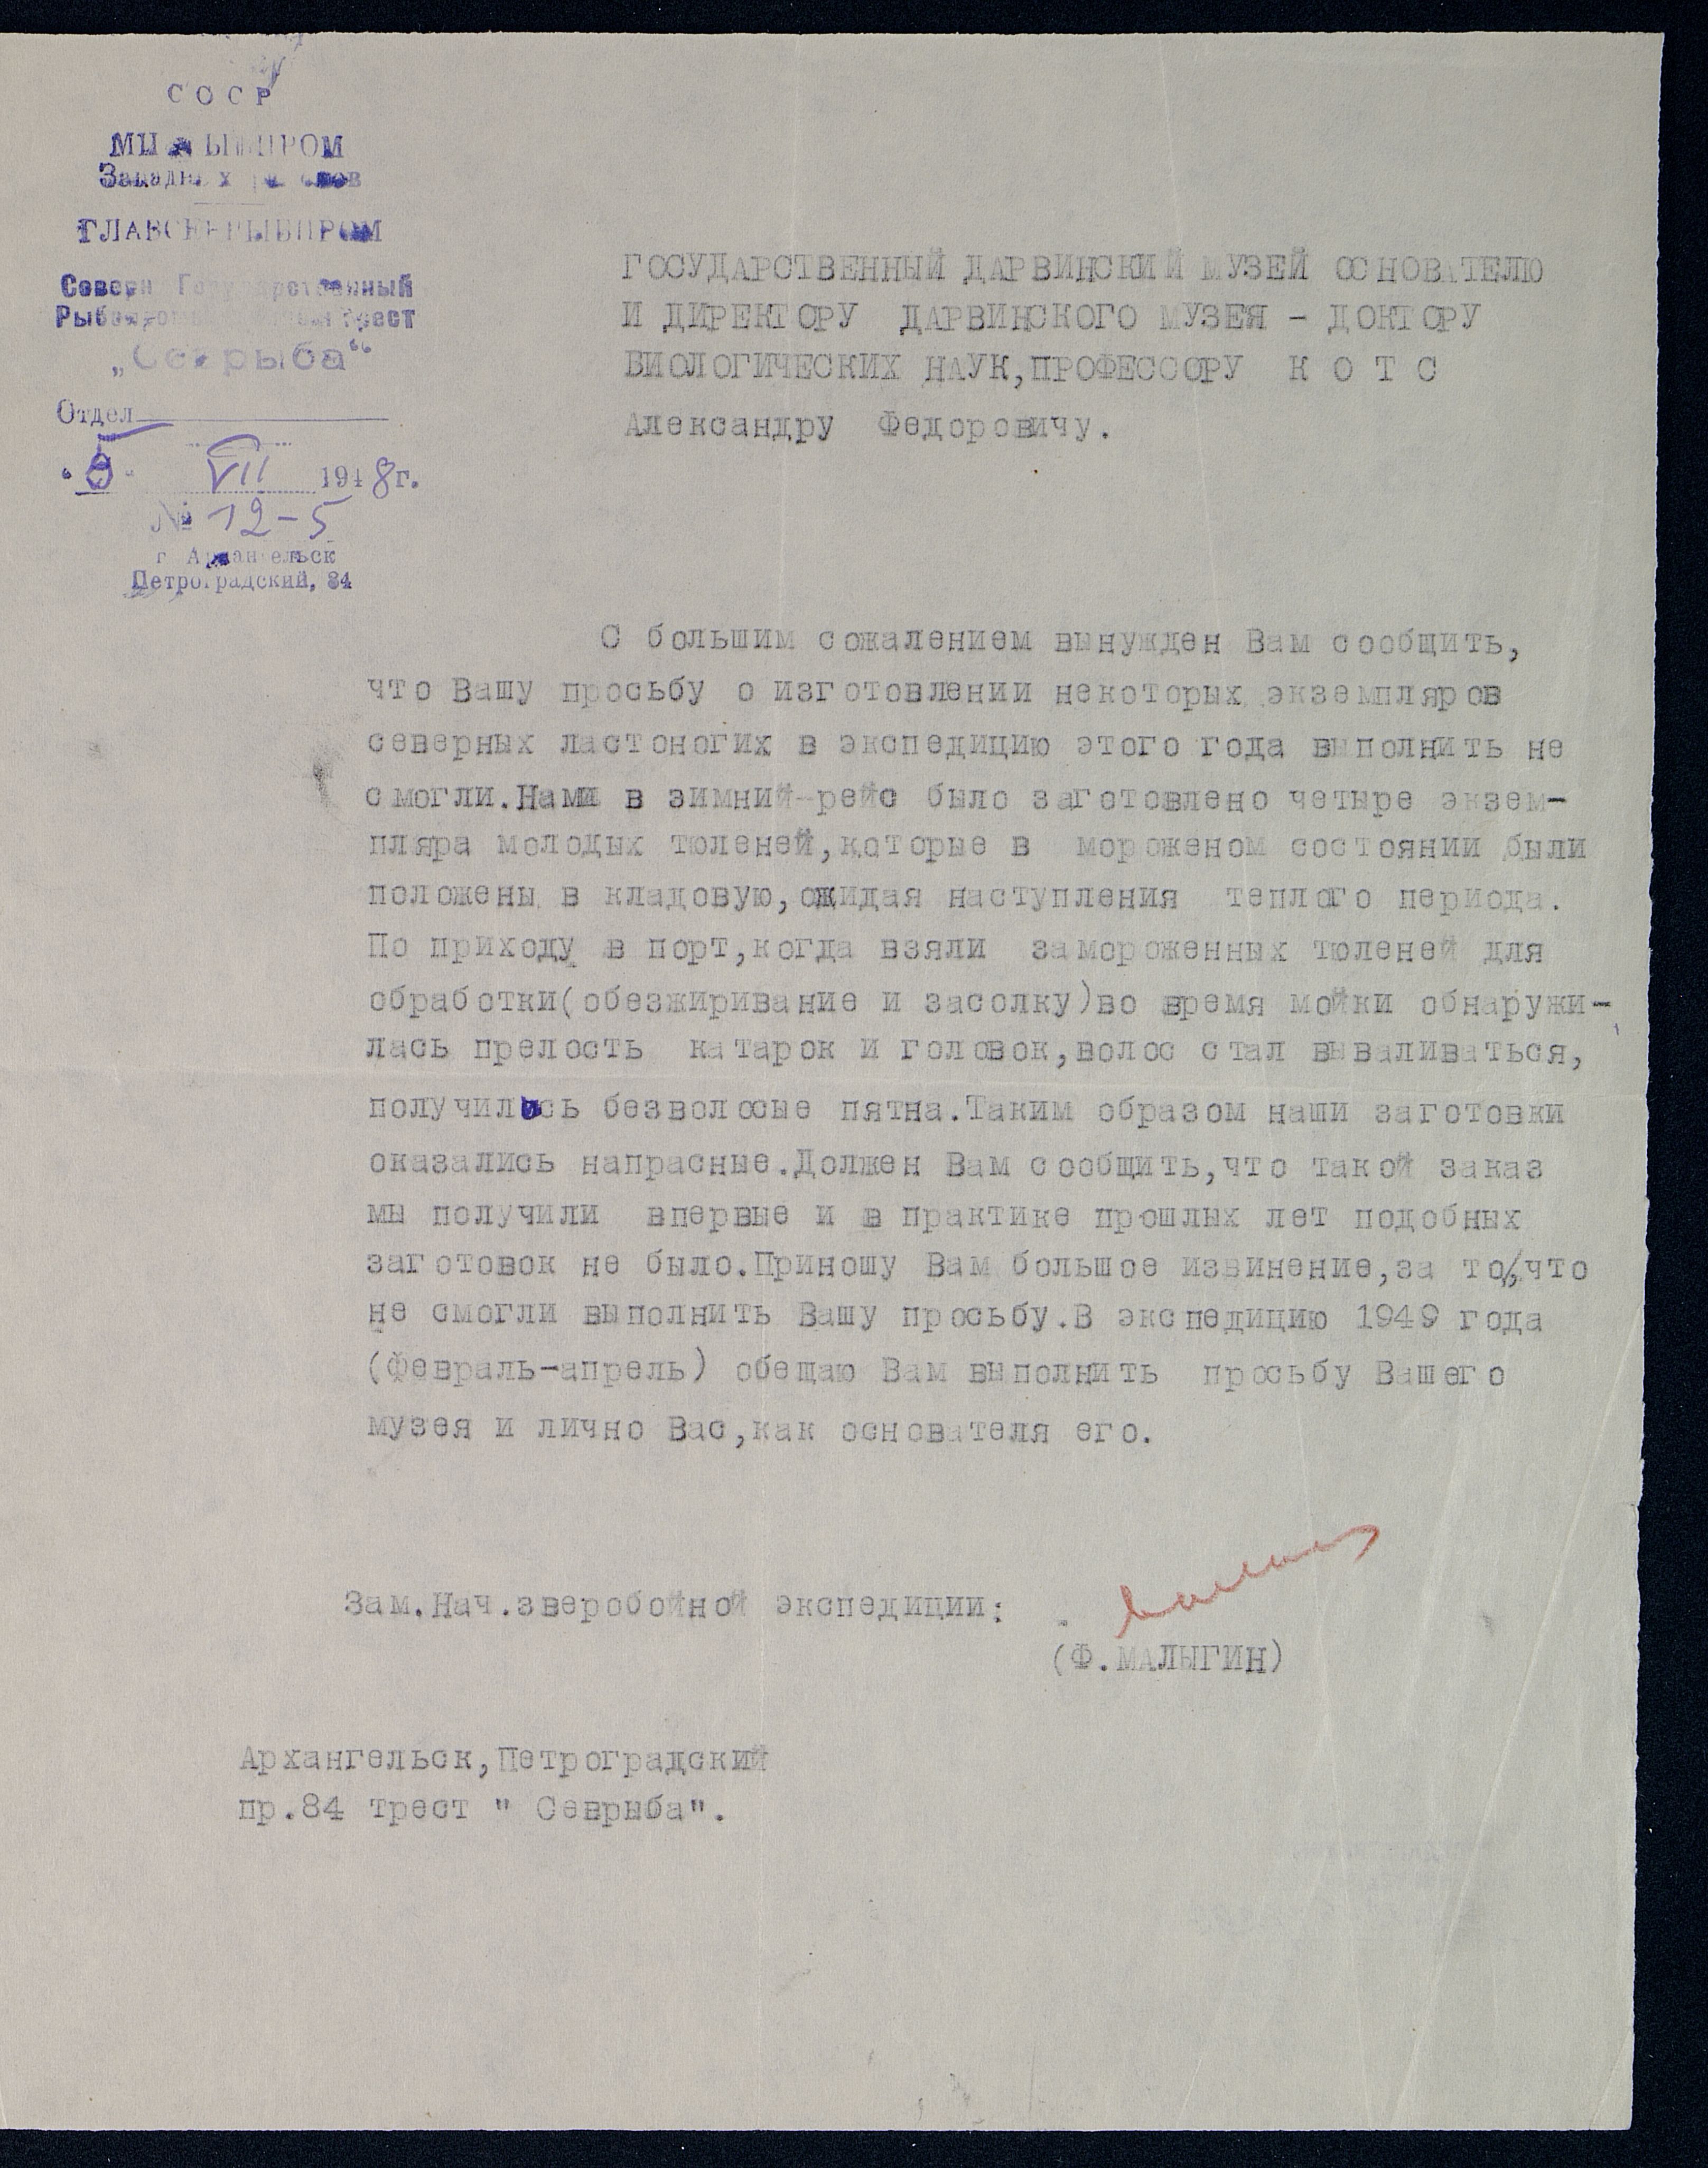 СССР
Западных
ГЛАВСЕВРЫБПРОМ
Государственный
трест
„Севрыба“
Отдел
"5" VII 1948г.
№ 12-5
г Архангельск
Петроградский, 84
ГОСУДАРСТВЕННЫЙ ДАРВИНСКИЙ МУЗЕЙ ОСНОВАТЕЛЮ
И ДИРЕКТОРУ ДАРВИНСКОГО МУЗЕЯ - ДОКТОРУ
БИОЛОГИЧЕСКИХ НАУК,ПРОФЕССОРУ К О Т С
Александру Федоровичу.
С большим сожалением вынужден Вам сообщить,
что Вашу просьбу о изготовлении некоторых экземпляров
северных ластоногих в экспедицию этого года выполнить не
смогли.Нами в зимний-рейс было заготовлено четыре экзем-
пляра молодых тюленей,которые в мороженом состоянии были
положены в кладовую,ожидая наступления теплого периода.
По приходу в порт,когда взяли замороженных тюленей для
обработки(обезжиривание и засолку)во время мойки обнаружи-
лась прелость катарок и головок,волос стал вываливаться,
получились безволосые пятна.Таким образом наши заготовки
оказались напрасные.Должен Вам сообщить,что такой заказ
мы получили впервые и в практике прошлых лет подобных
заготовок не было.Приношу Вам большое извинение,за то,что
не смогли выполнить Вашу просьбу.В экспедицию 1949 года
(февраль-апрель) обещаю Вам выполнить просьбу Вашего
музея и лично Вас,как основателя его.
Зам.Нач.зверобойной экспедиции:
(Ф.МАЛЫГИН)
Архангельск,Петроградский
пр.84 трест " Севрыба".